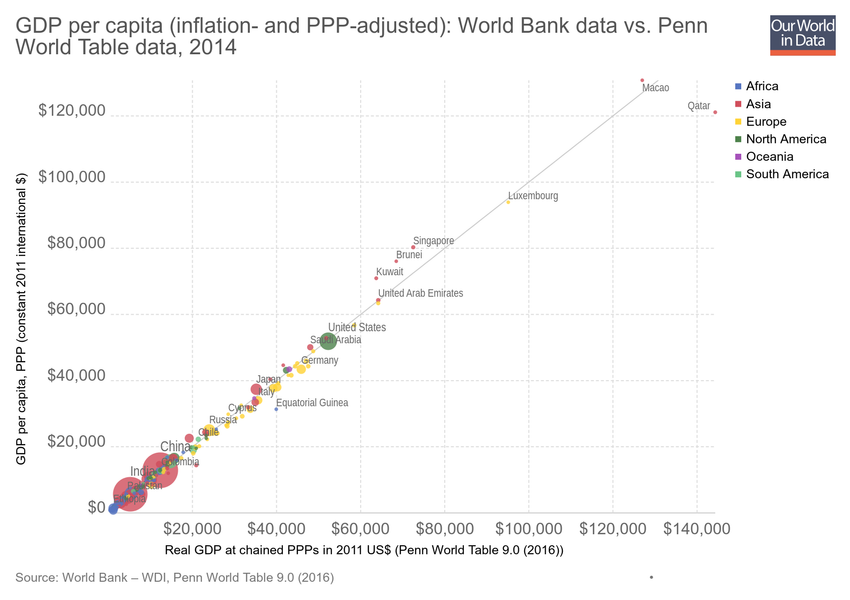 GDP per capita (inflation- and PPP-adjusted): World Bank data vs. Penn
World Table data, 2014
Our World
in Data
Africa
Asia
Europe
North America
Oceania
South America
GDP per capita, PPP (constant 2011 international $)
$120,000
$100,000
$80,000
$60,000
$40,000
$20,000
$0
Macao
Qatar
Luxembourg
Singapore
Brunei
Kuwait
United Arab Emirates
United States
Saudi Arabia
Germany
Japan
Italy
Cyprus
Equatorial Guinea
Russia
Chile
China
Colombia
India
Pakistan
Ethiopia
$20,000
$40,000
$60,000
$80,000
$100,000
$120,000
$140,000
Real GDP at chained PPPs in 2011 US$ (Penn World Table 9.0 (2016))
Source: World Bank – WDI, Penn World Table 9.0 (2016)